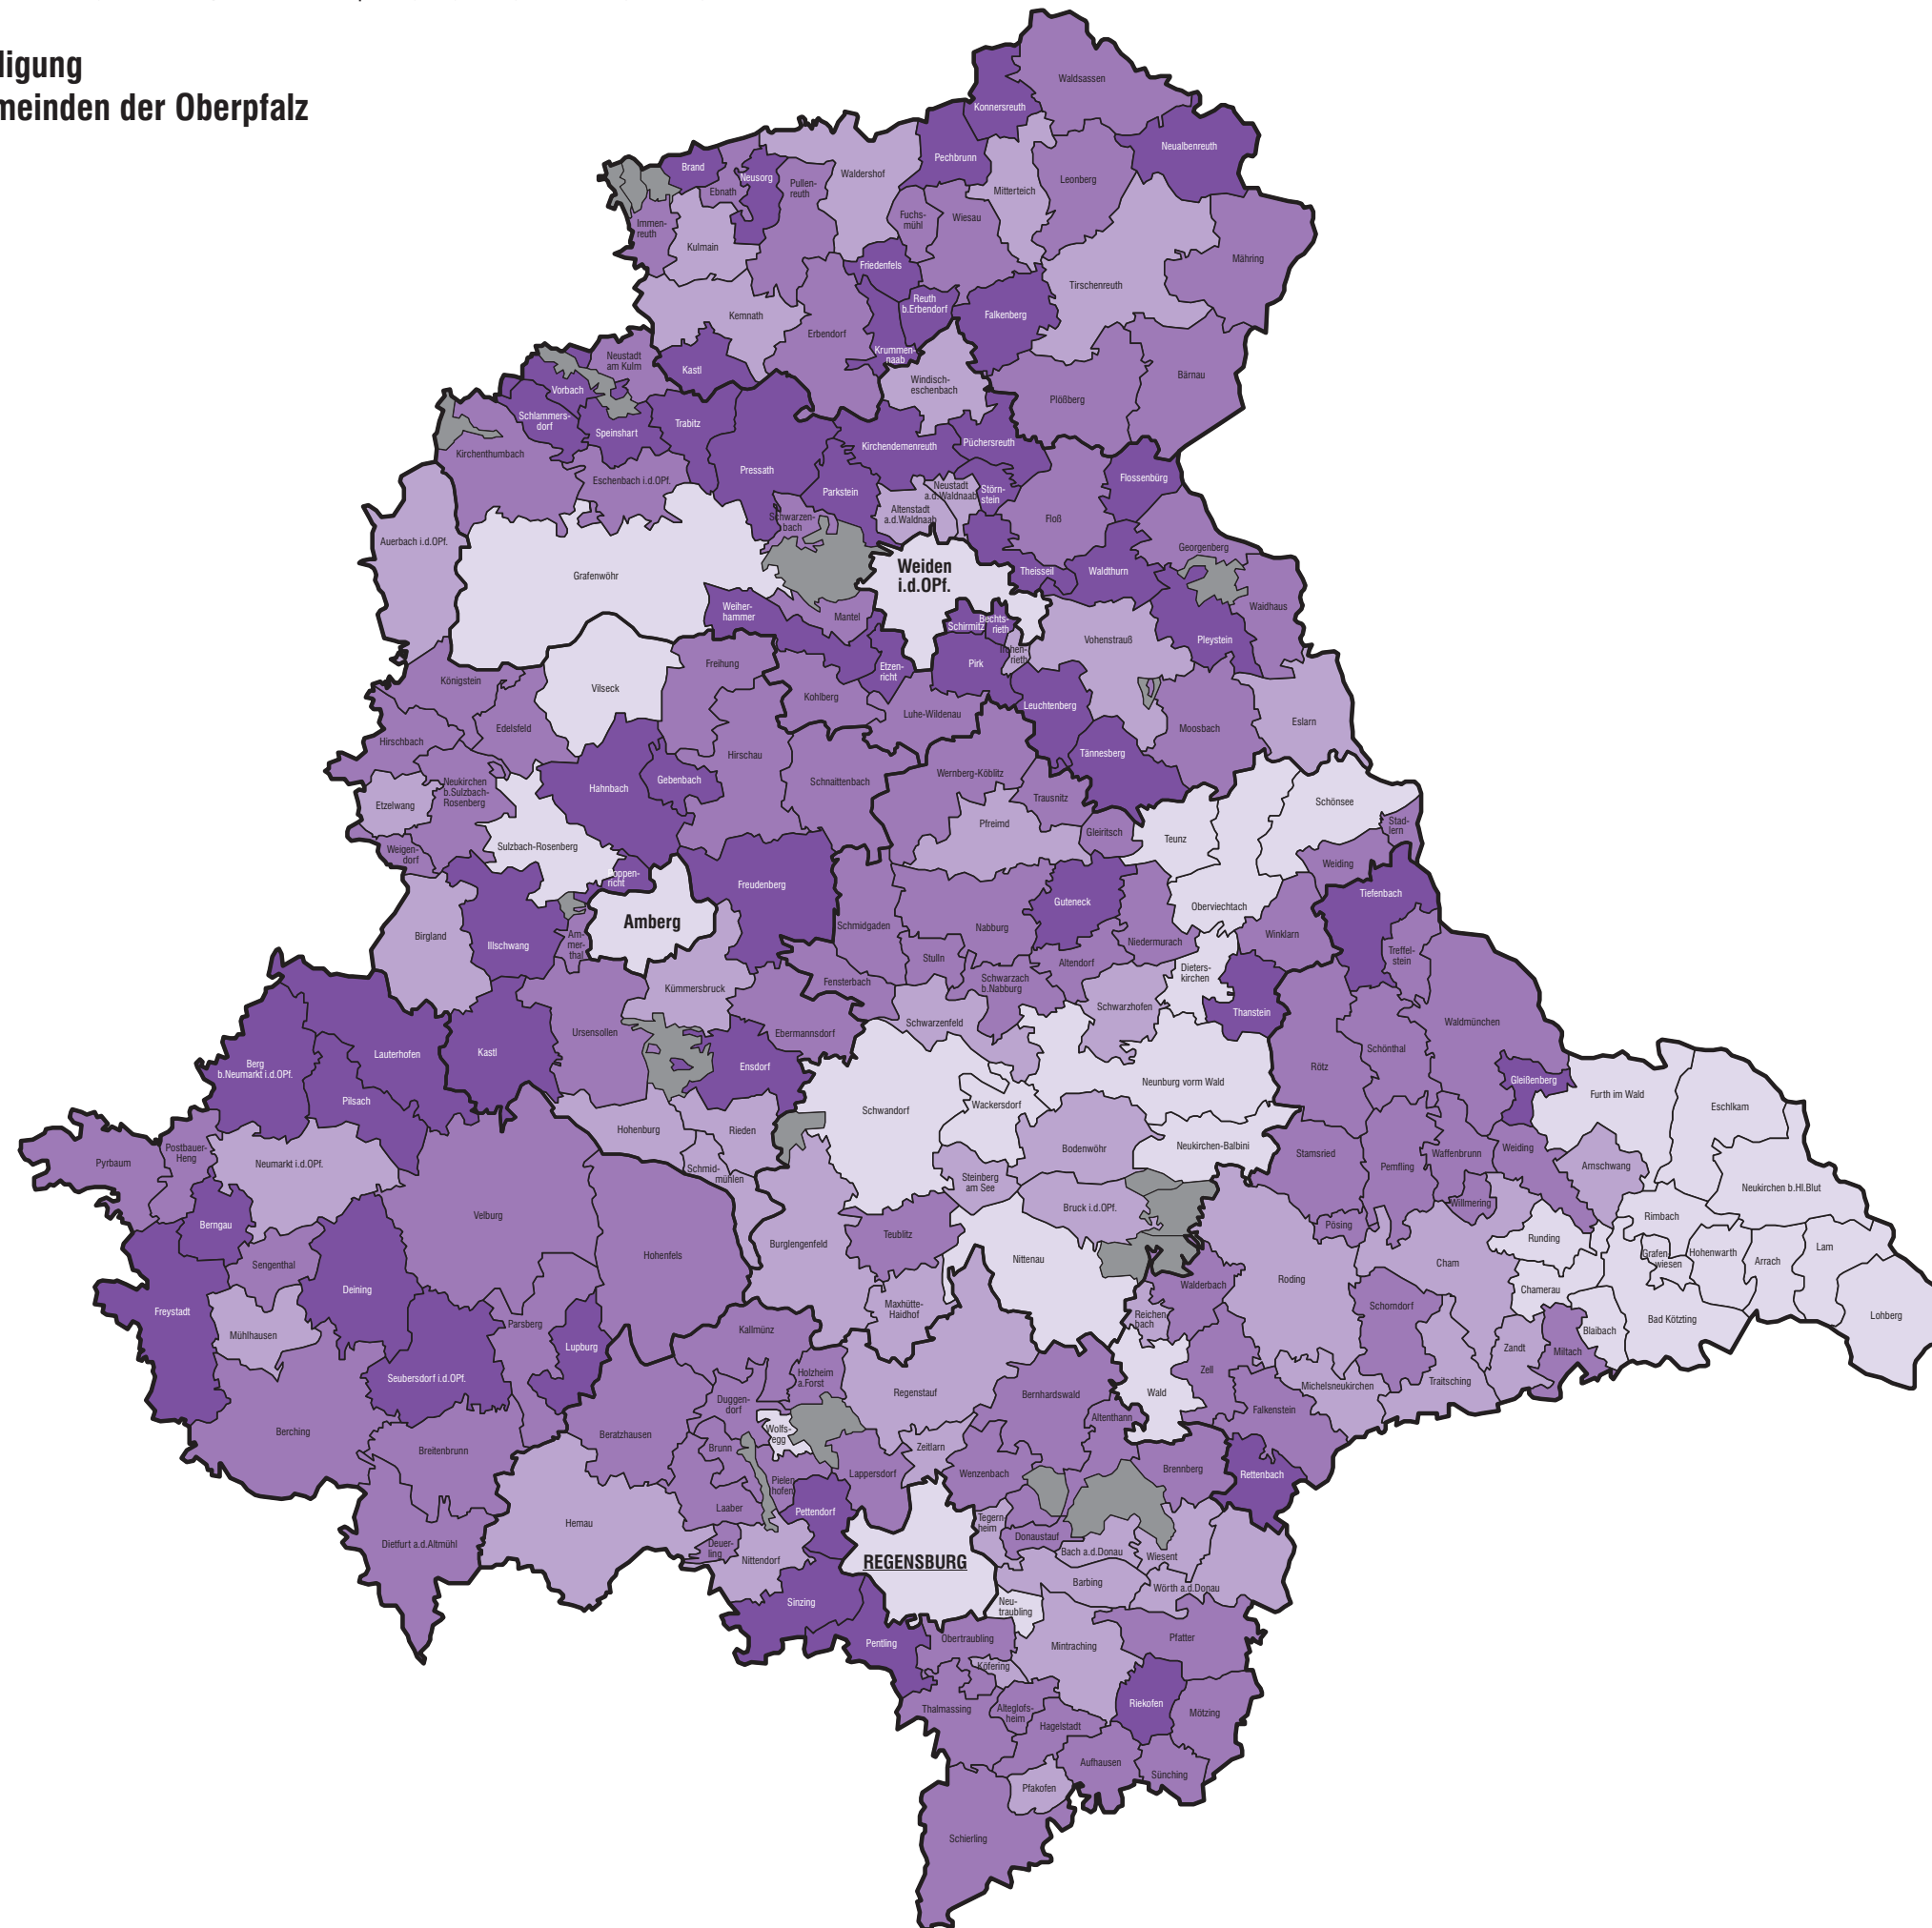 ligung
meinden der Oberpfalz
Waldsassen
Konnersreuth
Neualbenreuth
Pechbrunn
Brand
Neusorg
Ebnath
Pullen-
reuth
Waldershof
Mitterteich
Leonberg
Immen-
reuth
Kulmain
Fuchs-
mühl
Wiesau
Mähring
Friedenfels
Tirschenreuth
Reuth
b.Erbendorf
Falkenberg
Kemnath
Erbendorf
Krummen-
naab
Neustadt
am Kulm
Kastl
Windisch-
eschenbach
Bärnau
Plößberg
Vorbach
Schlammers-
dorf
Speinshart
Trabitz
Kirchenthumbach
Pressath
Kirchendemenreuth
Püchersreuth
Eschenbach i.d.OPf.
Parkstein
Neustadt
a.d.Waldnaab
Störn-
stein
Flossenbürg
Altenstadt
a.d.Waldnaab
Floß
Schwarzen-
bach
Auerbach i.d.OPf.
Georgenberg
Grafenwöhr
Weiden
i.d.OPf.
Theisseil
Waldthurn
Waidhaus
Weiher-
hammer
Mantel
Schirmitz
Bechts-
rieth
Vohenstrauß
Pleystein
Etzen-
richt
Pirk
rieth
Freihung
Königstein
Vilseck
Kohlberg
Luhe-Wildenau
Leuchtenberg
Moosbach
Eslarn
Edelsfeld
Hirschbach
Hirschau
Tännesberg
Gebenbach
Hahnbach
Schnaittenbach
Wernberg-Köblitz
Neukirchen
b.Sulzbach-
Rosenberg
Etzelwang
Trausnitz
Schönsee
Pfreimd
Gleiritsch
Teunz
Stad-
lern
Sulzbach-Rosenberg
Weigen-
dorf
Weiding
richt
Freudenberg
Tiefenbach
Guteneck
Oberviechtach
Amberg
Schmidgaden
Nabburg
Winklarn
Birgland
Illschwang
Am-
mer-
thal
Niedermurach
Treffel-
stein
Stulln
Altendorf
Dieters-
kirchen
Fensterbach
Schwarzach
b.Nabburg
Kümmersbruck
Schwarzhofen
Thanstein
Schwarzenfeld
Waldmünchen
Ursensollen
Ebermannsdorf
Schönthal
Berg
b.Neumarkt i.d.OPf.
Lauterhofen
Kastl
Ensdorf
Rötz
Gleißenberg
Neunburg vorm Wald
Furth im Wald
Pilsach
Schwandorf
Wackersdorf
Eschlkam
Hohenburg
Rieden
Bodenwöhr
Neukirchen-Balbini
Postbauer-
Heng
Pyrbaum
Neumarkt i.d.OPf.
Stamsried
Pemfling
Waffenbrunn
Weiding
Arnschwang
Schmid-
mühlen
Steinberg
am See
Neukirchen b.Hl.Blut
Bruck i.d.OPf.
Willmering
Berngau
Velburg
Pösing
Rimbach
Teublitz
Runding
Burglengenfeld
Hohenfels
Nittenau
Cham
Grafen-
wiesen
Hohenwarth
Lam
Sengenthal
Arrach
Deining
Walderbach
Roding
Chamerau
Freystadt
Maxhütte-
Haidhof
Schorndorf
Reichen
bach
Bad Kötzting
Lohberg
Parsberg
Kallmünz
Blaibach
Mühlhausen
Lupburg
Zandt
Miltach
Seubersdorf i.d.OPf.
Holzheim
a.Forst
Zell
Michelsneukirchen
Traitsching
Regenstauf
Bernhardswald
Wald
Duggen-
dorf
Falkenstein
Altenthann
Berching
Wolfs-
egg
Beratzhausen
Brunn
Zeitlarn
Breitenbrunn
Lappersdorf
Wenzenbach
Brennberg
Rettenbach
Pielen
hofen
Laaber
Pettendorf
Hemau
Tegern-
heim
Donaustauf
Dietfurt a.d.Altmühl
Deuer-
ling
Nittendorf
Bach a.d.Donau
Wiesent
REGENSBURG
Barbing
Wörth a.d.Donau
Sinzing
Neu-
traubling
Pentling
Obertraubling
Mintraching
Pfatter
Köfering
Thalmassing
Alteglofs-
heim
Riekofen
Mötzing
Hagelstadt
Aufhausen
Sünching
Pfakofen
Schierling